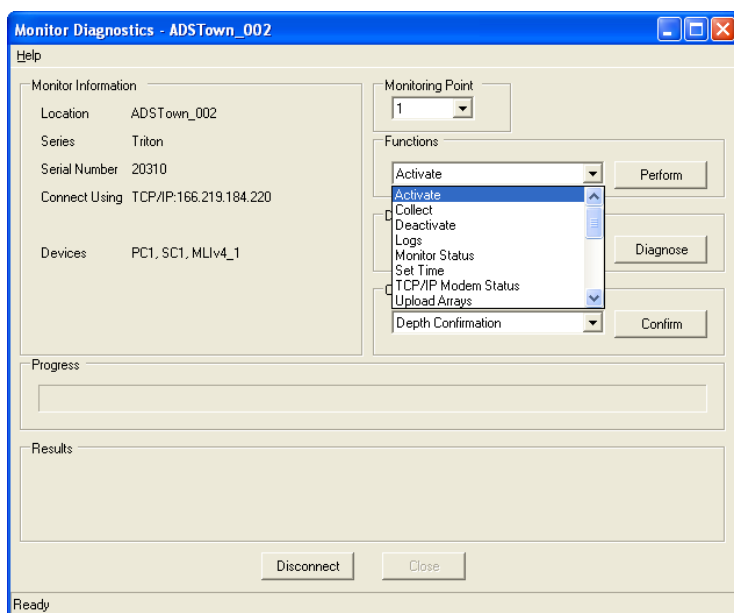 Monitor Diagnostics - ADSTown_002
Help
Monitor Information
Location ADSTown_002
Series Triton
Serial Number 20310
Connect Using TCP/IP:166.219.184.220
Devices PC1, SC1, MLIv4_1
Monitoring Point
1
Functions
Activate
Perform
Activate
Collect
Deactivate
Logs
Monitor Status
Set Time
TCP/IP Modem Status
Upload Arrays
D
Diagnose
C
Depth Confirmation
Confirm
Progress
Results
Disconnect
Close
Ready